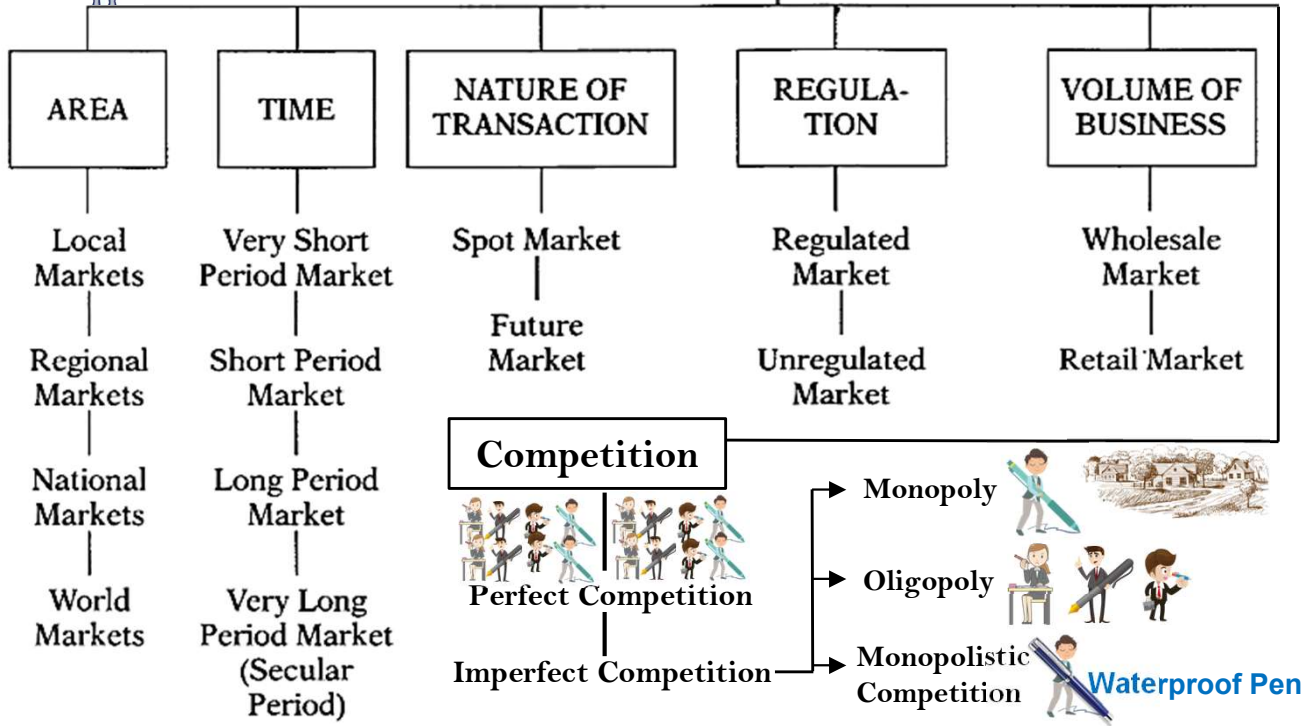 AREA
TIME
NATURE OF
TRANSACTION
REGULA-
TION
VOLUME OF
BUSINESS
Local
Markets
Regional
Markets
National
Markets
World
Markets
Very Short
Period Market
Short Period
Market
Long Period
Market
Very Long
Period Market
(Secular
Period)
Spot Market
Future
Market
Regulated
Market
Unregulated
Market
Wholesale
Market
Retail Market
Competition
Perfect Competition
Imperfect Competition
Monopoly
Oligopoly
Monopolistic
Competition
Waterproof Pen